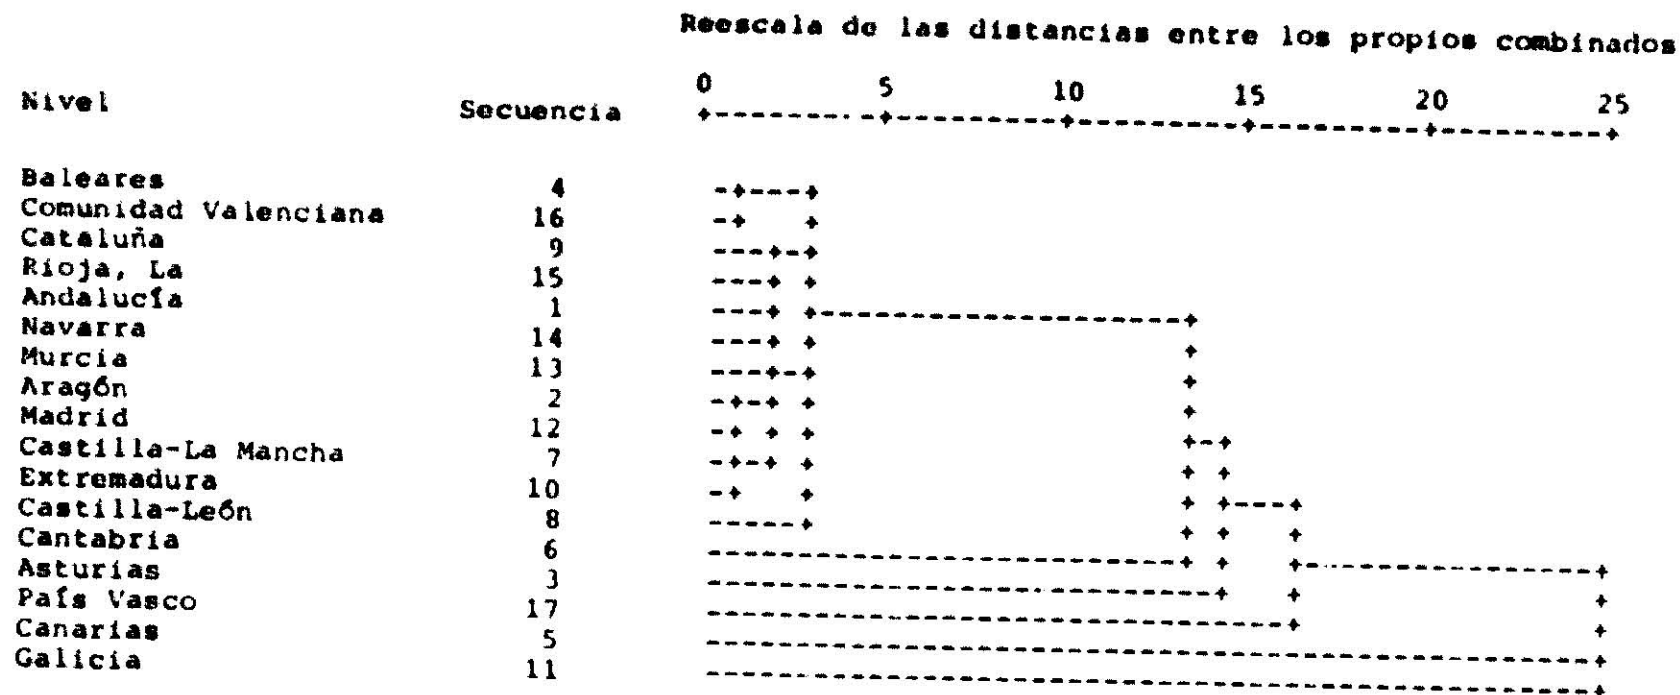 Reescala de las distancias entre los propios combinados
0 5 10 15 20 25
Nivel Secuencia +---------+---------+---------+---------+---------+
Baleares 4 -+----+
Comunidad Valenciana 16 -+ +
Cataluña 9 ---+-+
Rioja, La 15 ---+ +
Andalucía 1 ---+ +--------------------+
Navarra 14 ---+ + +
Murcia 13 ---+-+ +
Aragón 2 -+-+ + +
Madrid 12 -+ + + +-+
Castilla-La Mancha 7 -+-+ + + +
Extremadura 10 -+ + + +----+
Castilla-León 8 -----+ + + +
Cantabria 6 --------------------------+ + +----------------+
Asturias 3 ----------------------------+ + +
País Vasco 17 --------------------------------+ +
Canarias 5 -------------------------------------------------+
Galicia 11 -------------------------------------------------+